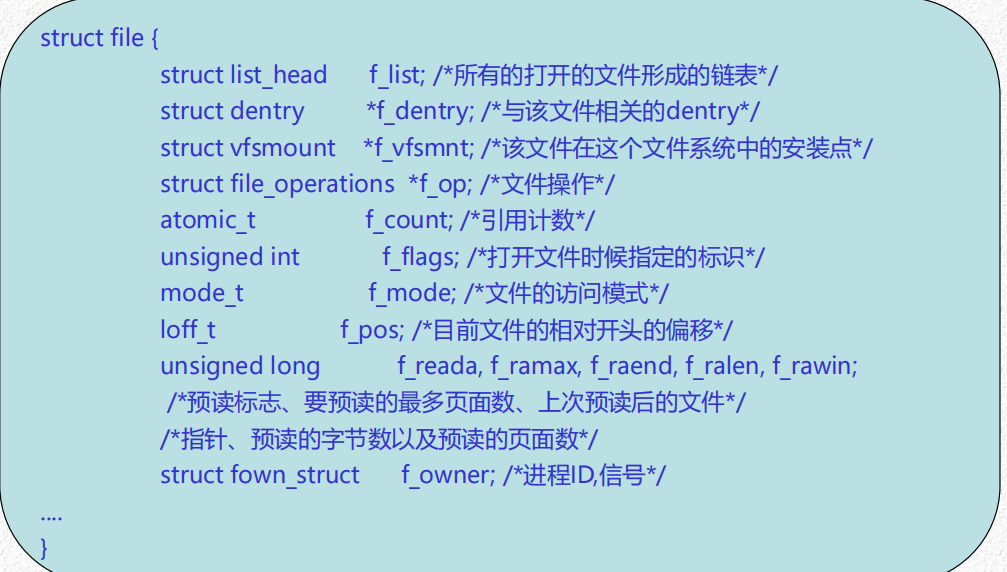 struct file {
struct list_head f_list; /*所有的打开的文件形成的链表*/
struct dentry *f_dentry; /*与该文件相关的dentry*/
struct vfsmount *f_vfsmnt; /*该文件在这个文件系统中的安装点*/
struct file_operations *f_op; /*文件操作*/
atomic_t f_count; /*引用计数*/
unsigned int f_flags; /*打开文件时候指定的标识*/
mode_t f_mode; /*文件的访问模式*/
loff_t f_pos; /*目前文件的相对开头的偏移*/
unsigned long f_reada, f_ramax, f_raend, f_ralen, f_rawin;
/*预读标志、要预读的最多页面数、上次预读后的文件*/
/*指针、预读的字节数以及预读的页面数*/
struct fown_struct f_owner; /*进程ID,信号*/
....
}